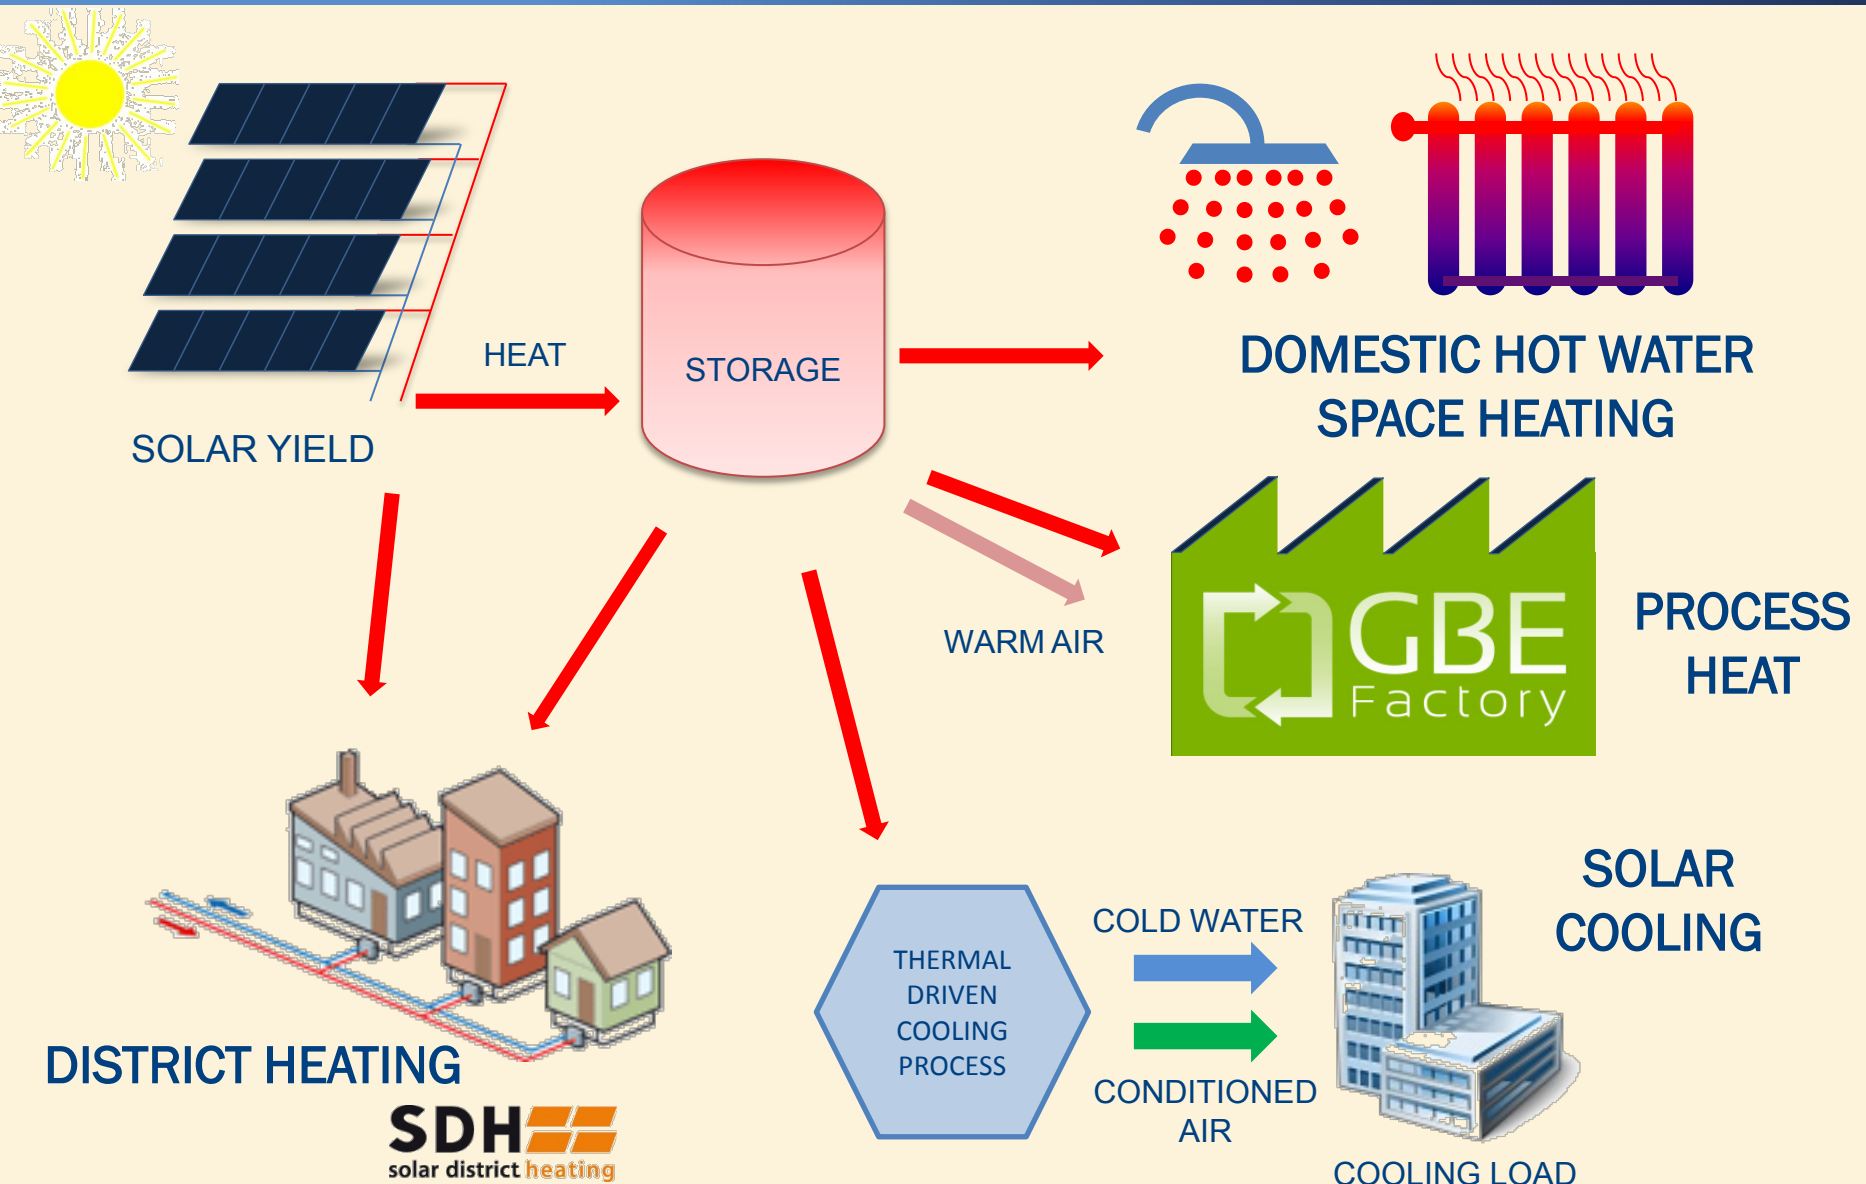 HEAT
STORAGE
SOLAR YIELD
DOMESTIC HOT WATER
SPACE HEATING
WARM AIR
GBE
Factory
PROCESS
HEAT
DISTRICT HEATING
SDH
solar district heating
THERMAL
DRIVEN
COOLING
PROCESS
COLD WATER
CONDITIONED
AIR
SOLAR
COOLING
COOLING LOAD